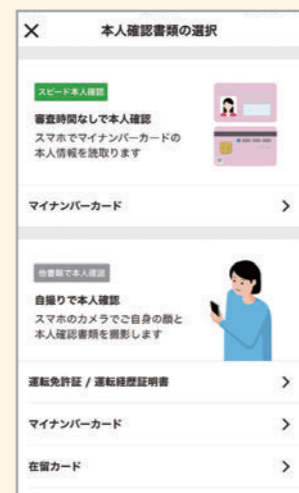 本人確認書類の選択
スピード本人確認
審査時間なしで本人確認
スマホでマイナンバーカードの
本人情報を読取ります
マイナンバーカード
他書類で本人確認
自撮りで本人確認
スマホのカメラでご自身の顔と
本人確認書類を撮影します
運転免許証 / 運転経歴証明書
マイナンバーカード
在留カード